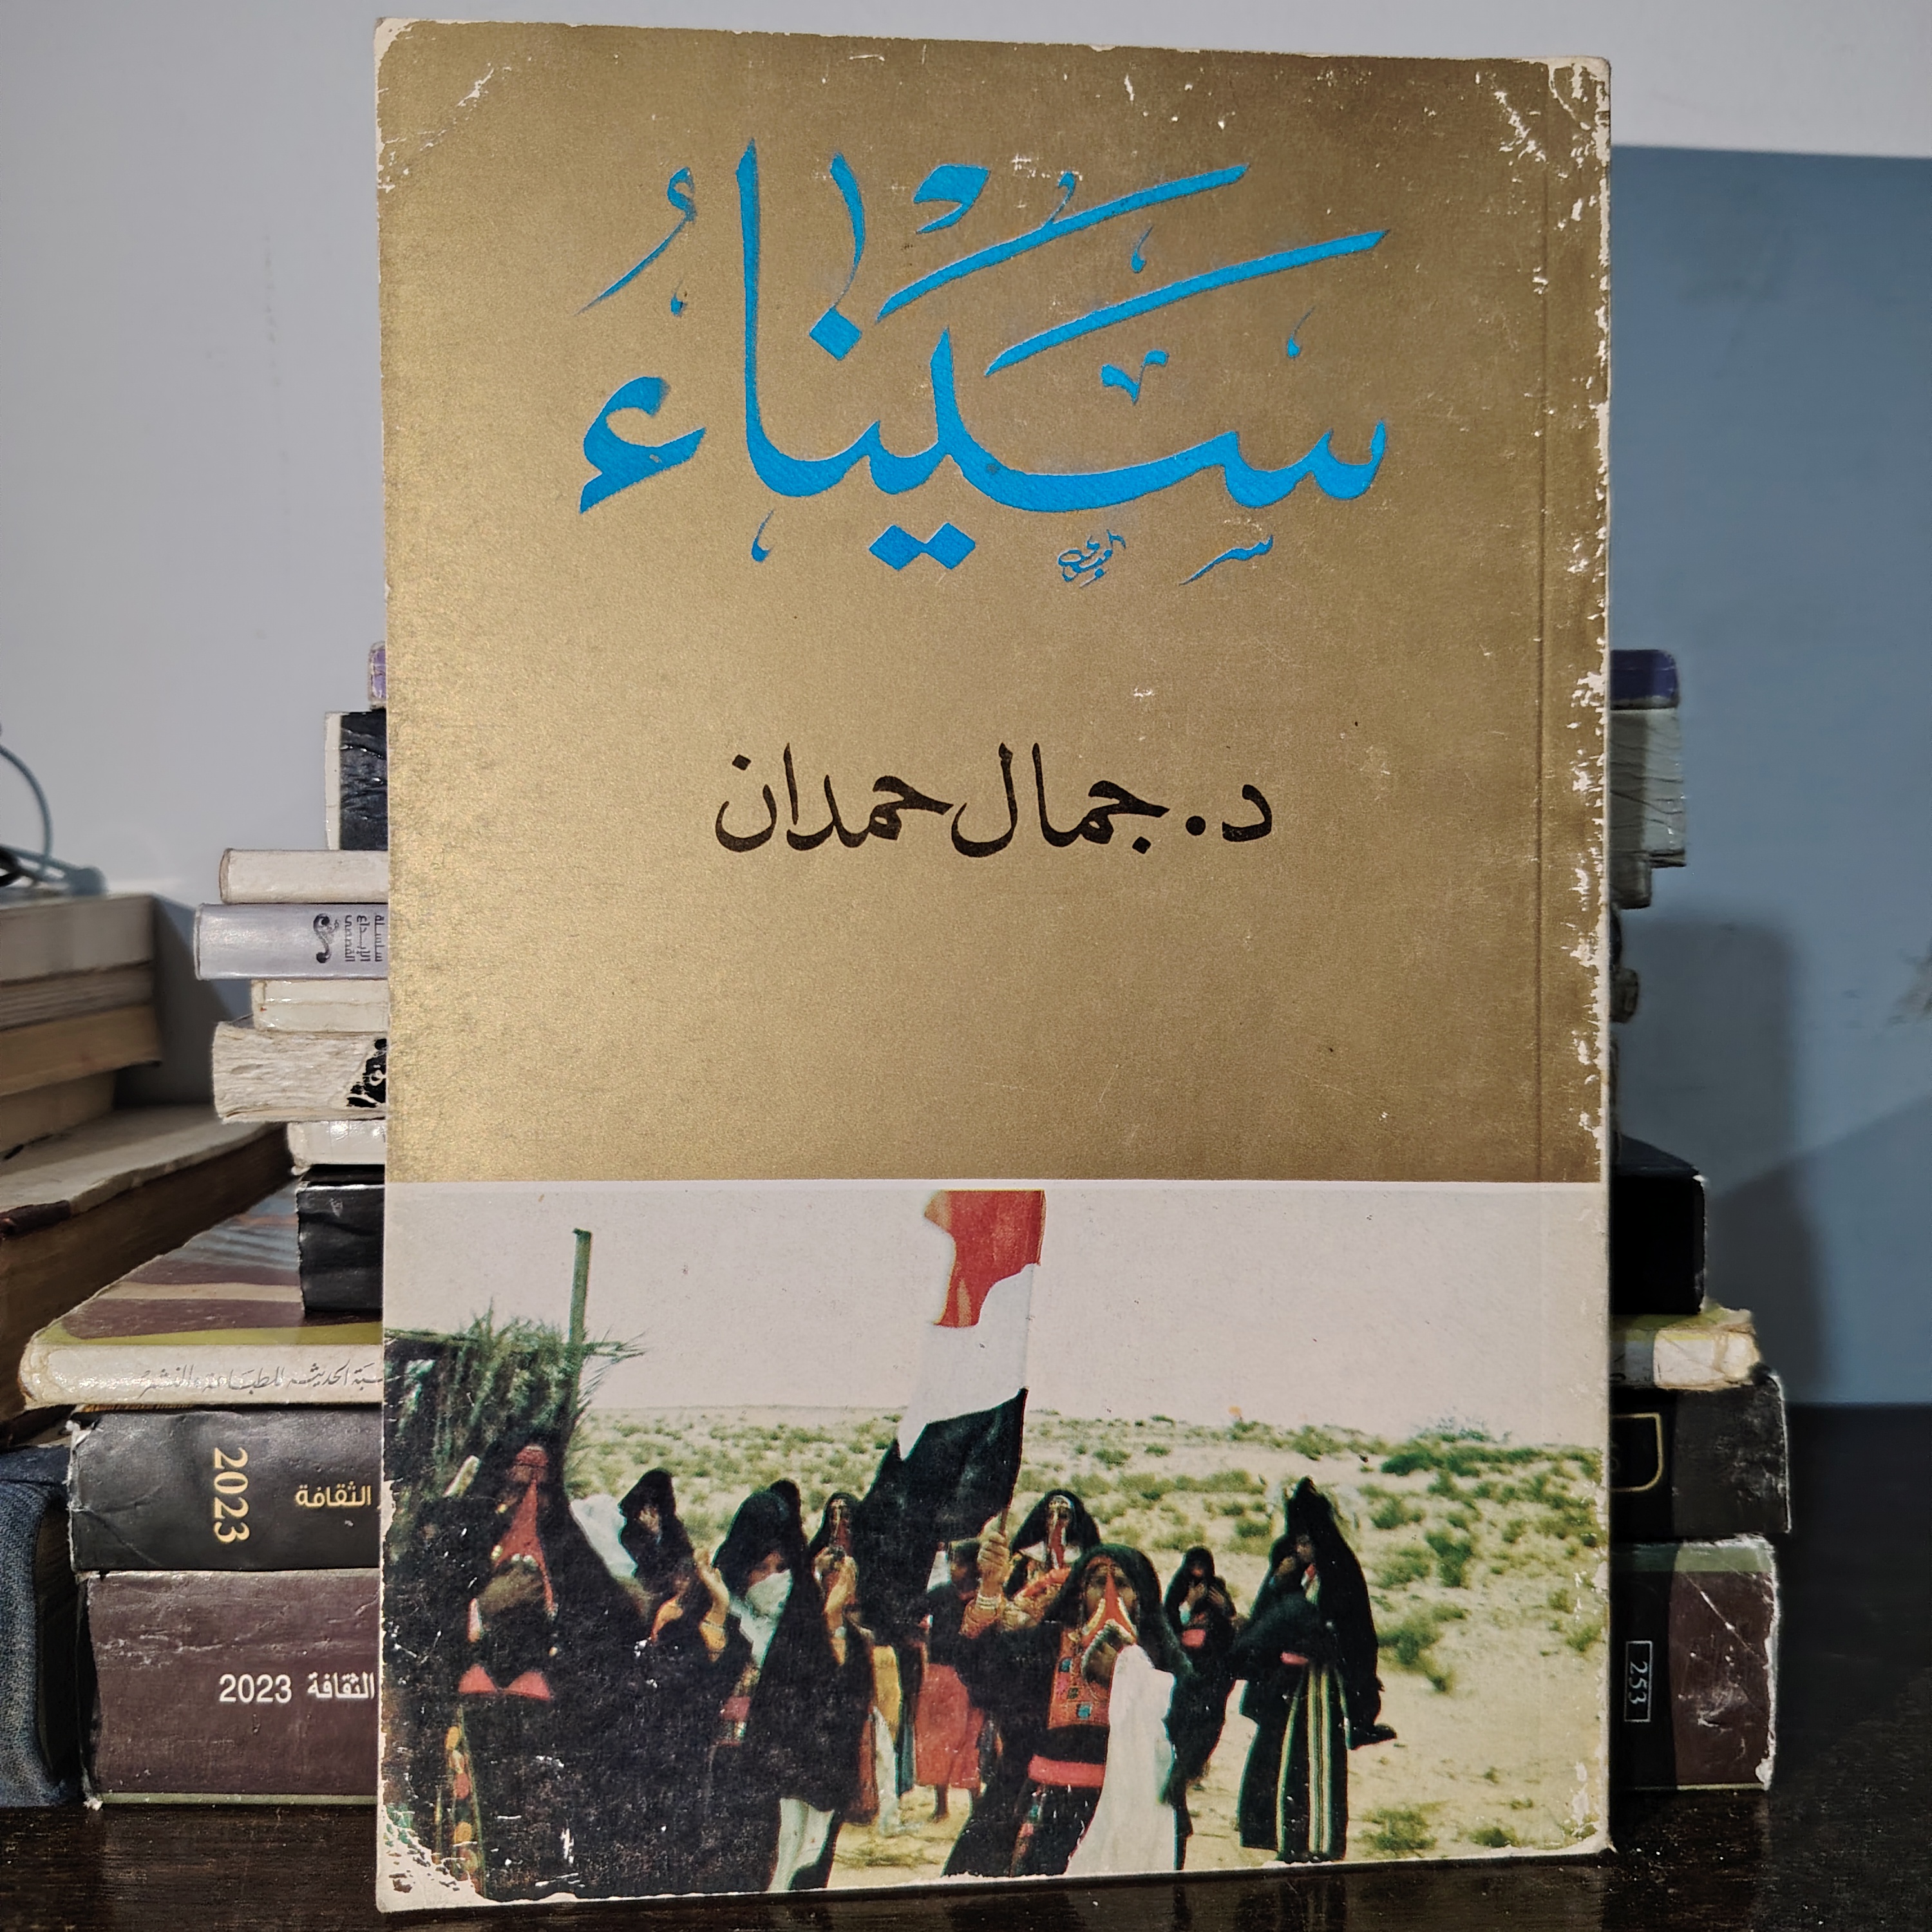 سيناء
د. جمال حمدان
الثقافة
2023
الثقافة 2023
253